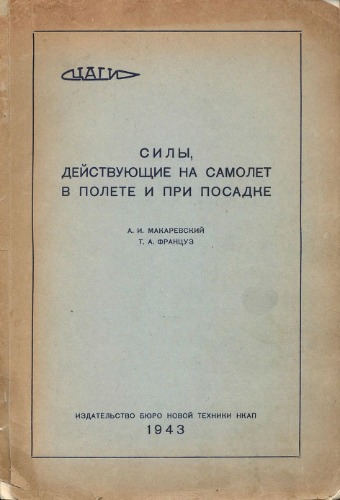 ЦАГИ
СИЛЫ,
ДЕЙСТВУЮЩИЕ НА САМОЛЕТ
В ПОЛЕТЕ И ПРИ ПОСАДКЕ
А. И. МАКАРЕВСКИЙ
Т. А. ФРАНЦУЗ
ИЗДАТЕЛЬСТВО БЮРО НОВОЙ ТЕХНИКИ НКАП
1943